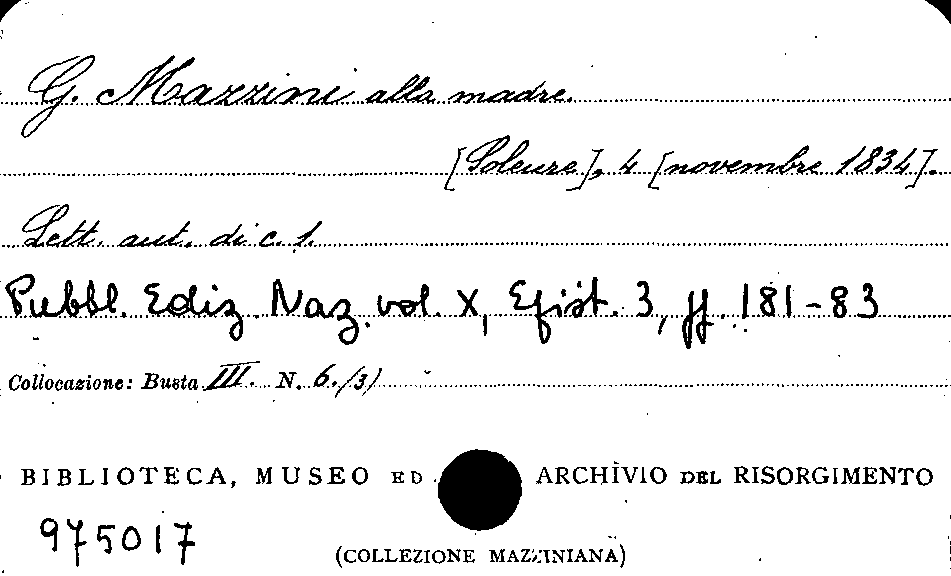 G. Mazzini alla madre.
[Soleure], 4 [novembre 1834].
Lett. aut. di c. 1.
Pubbl. Ediz. Naz. vol. X, Epist. 3, pp. 181-83
Collocazione: Busta III. N. 6./3)
BIBLIOTECA, MUSEO ED ARCHIVIO DEL RISORGIMENTO
975017
(COLLEZIONE MAZZINIANA)